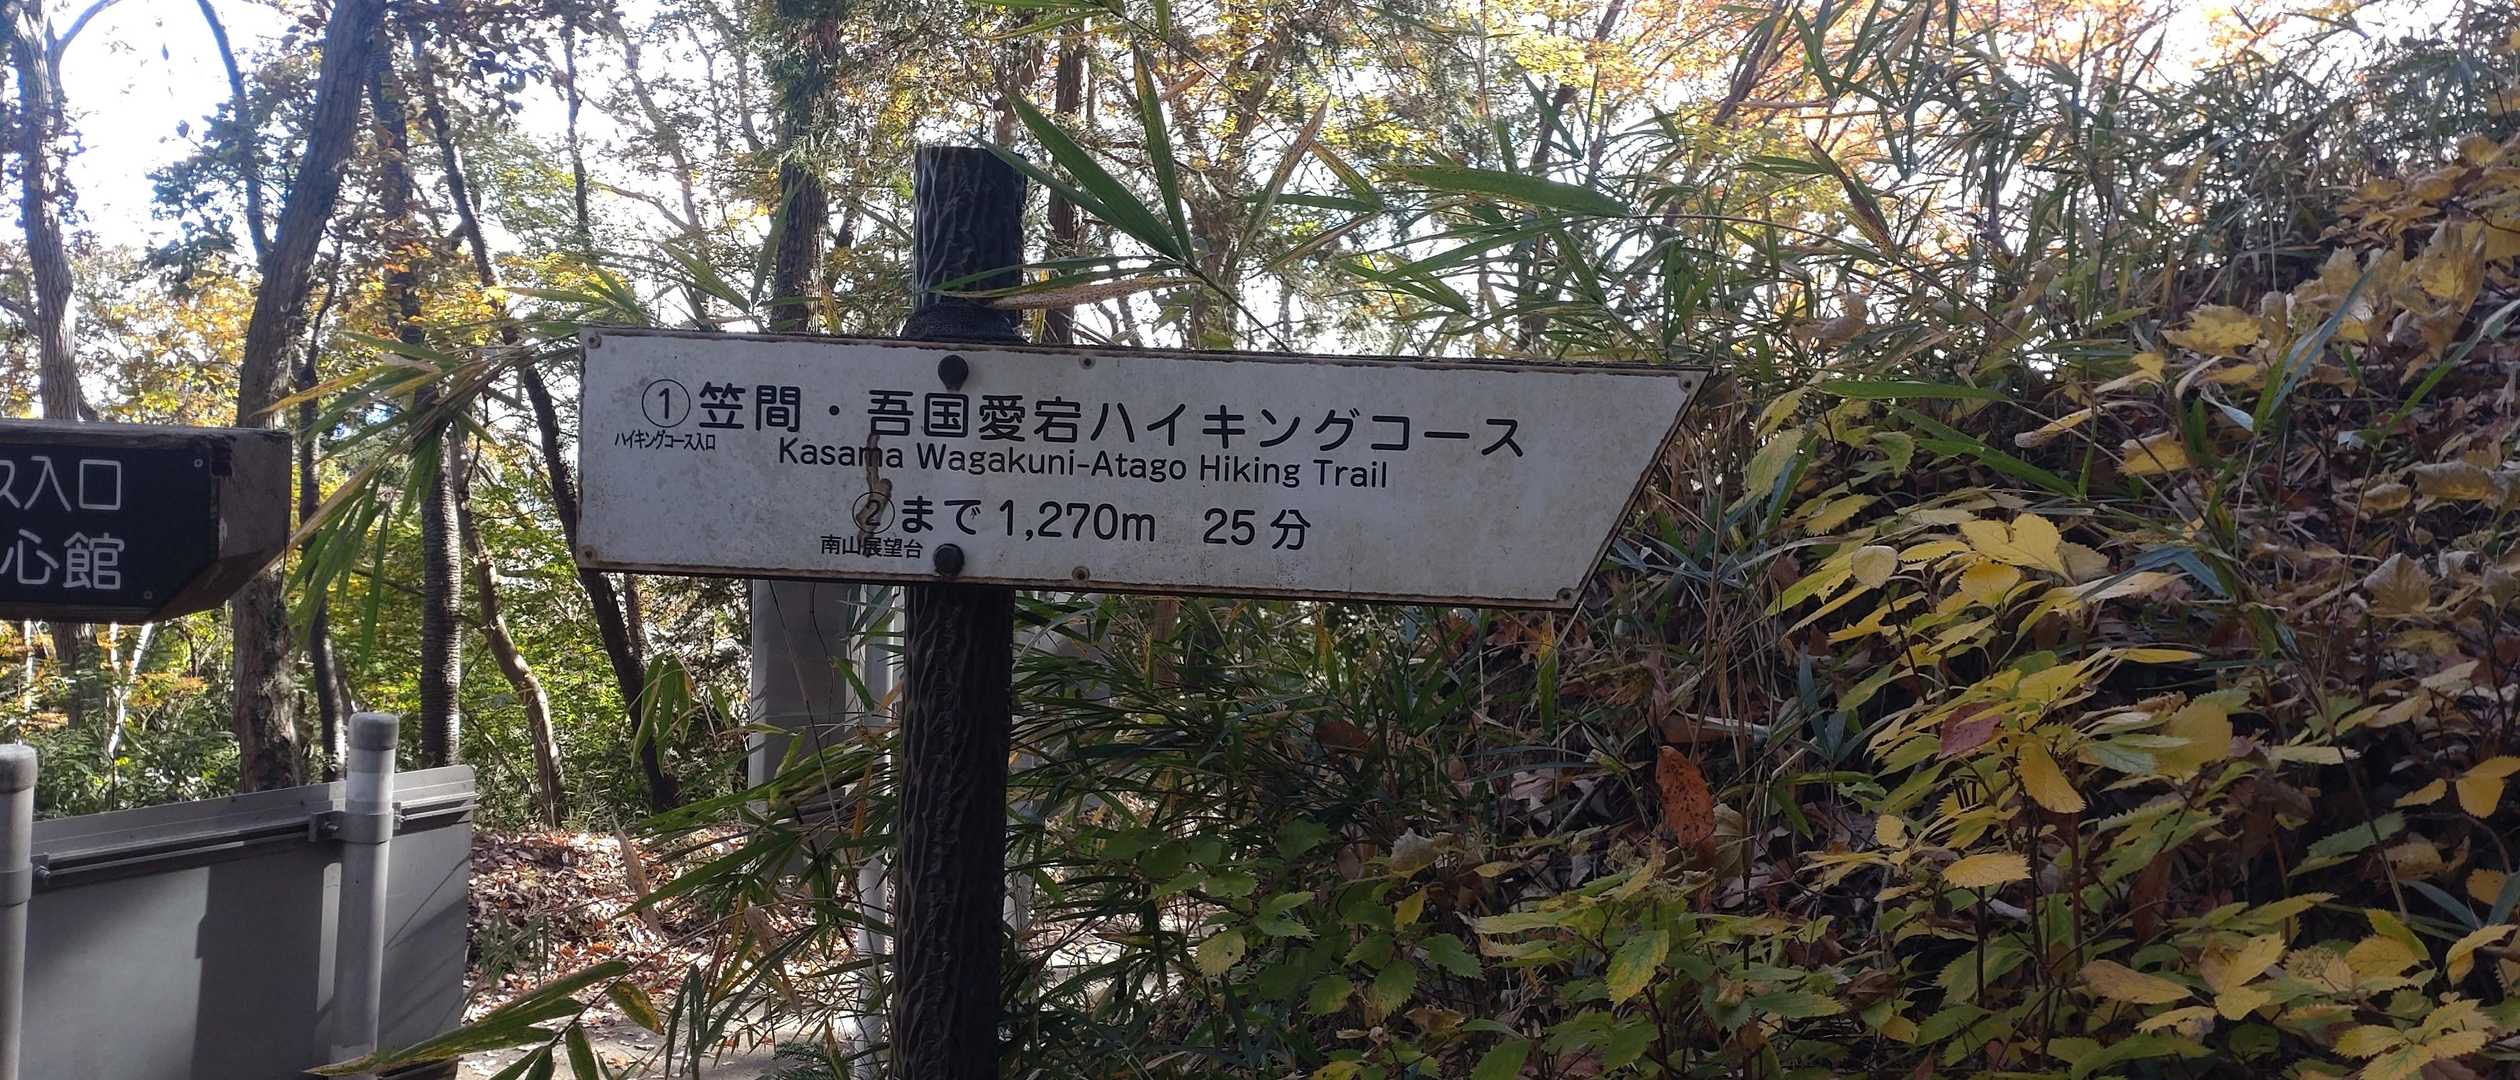 ス入口
心館
①笠間・吾国愛宕ハイキングコース
ハイキングコース入口
Kasama Wagakuni-Atago Hiking Trail
②まで 1,270m 25分
南山展望台